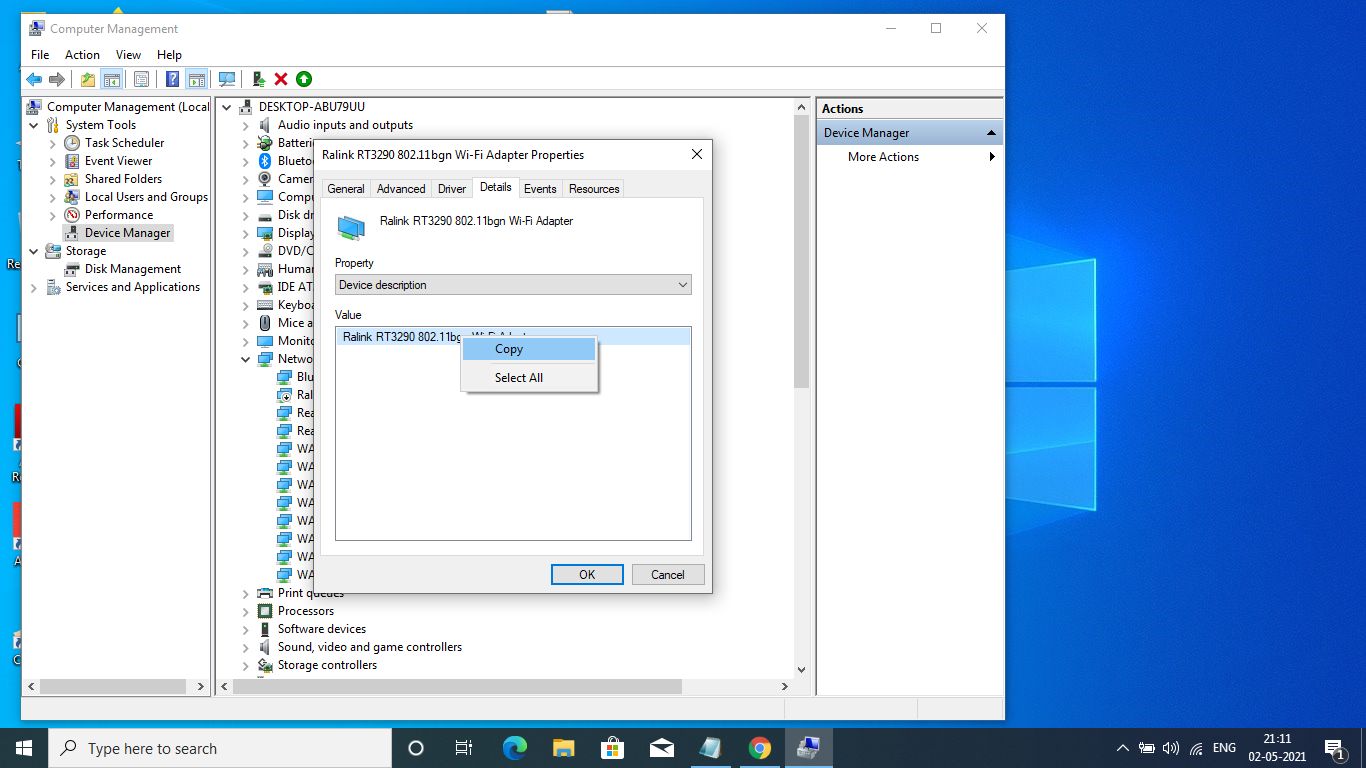 Computer Management
File Action View Help
Computer Management (Local
System Tools
Task Scheduler
Event Viewer
Shared Folders
Local Users and Groups
Performance
Device Manager
Storage
Disk Management
Services and Applications
DESKTOP-ABU79UU
Audio inputs and outputs
Batteri
Bluetoo
Camer
Compu
Disk dr
Display
DVD/C
Human
IDE AT
Keyboa
Mice a
Monito
Netwo
Blu
Ral
Rea
Rea
WA
WA
WA
WA
WA
WA
WA
WA
Print queues
Processors
Software devices
Sound, video and game controllers
Storage controllers
Ralink RT3290 802.11bgn Wi-Fi Adapter Properties
General Advanced Driver Details Events Resources
Ralink RT3290 802.11bgn Wi-Fi Adapter
Property
Device description
Value
Ralink RT3290 802.11bgn Wi-Fi Adapter
Copy
Select All
OK Cancel
Actions
Device Manager
More Actions
Type here to search
ENG
21:11
02-05-2021
1